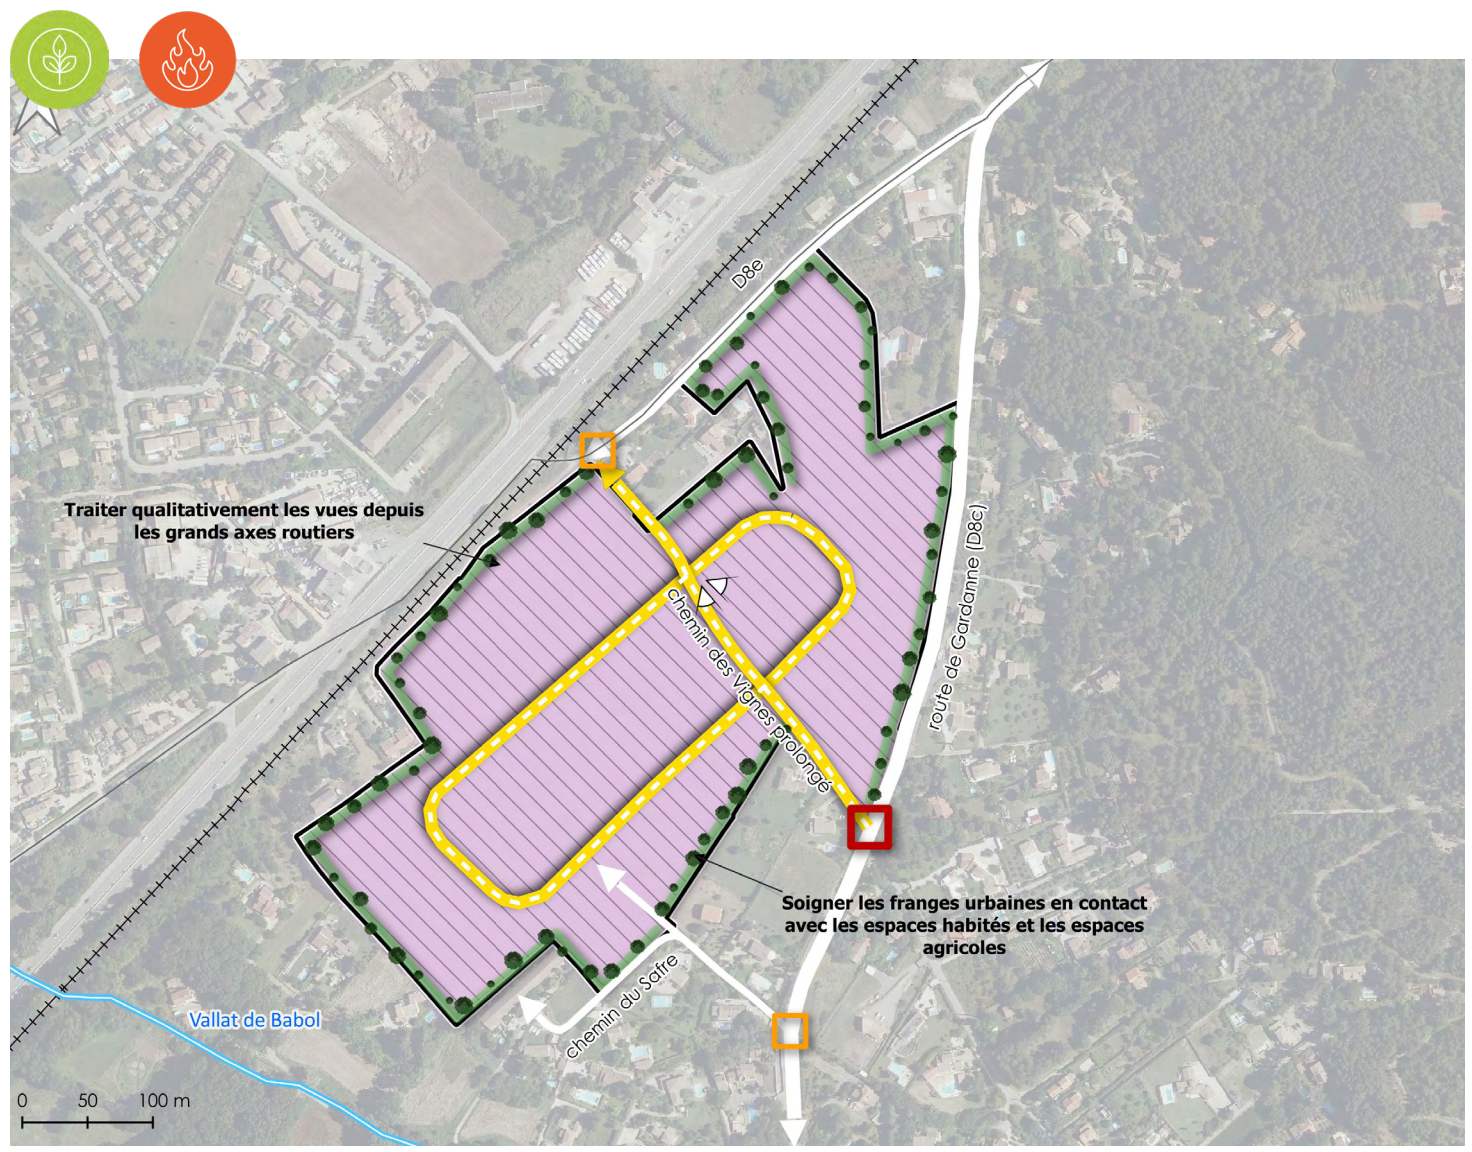 D8e
Traiter qualitativement les vues depuis
les grands axes routiers
chemin des Vignes prolongé
route de Gardanne (D8c)
Soigner les franges urbaines en contact
avec les espaces habités et les espaces
agricoles
chemin du Safre
Vallat de Babol
0 50 100 m